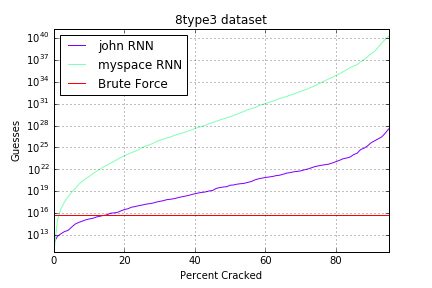 8type3 dataset
john RNN
myspace RNN
Brute Force
Guesses
10^40
10^37
10^34
10^31
10^28
10^25
10^22
10^19
10^16
10^13
0 20 40 60 80
Percent Cracked